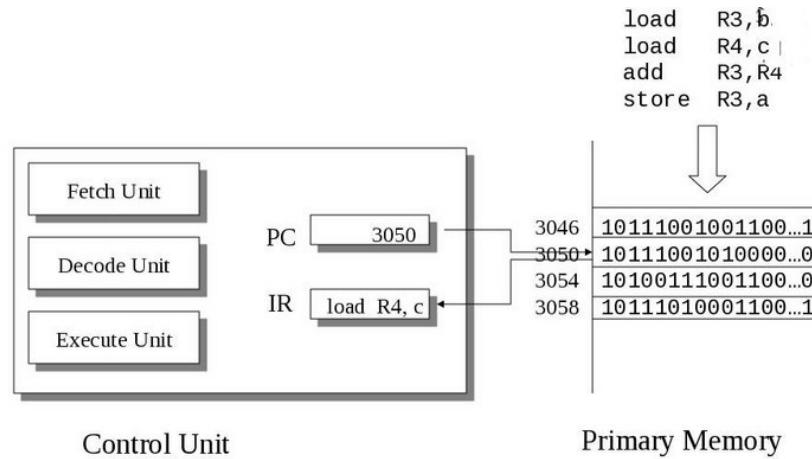 load R3,b
load R4,c
add R3,R4
store R3,a
Fetch Unit
Decode Unit
Execute Unit
PC 3050
IR load R4, c
3046 10111001001100…1
3050 10111001010000…0
3054 10100111001100…0
3058 10111010001100…1
Control Unit
Primary Memory